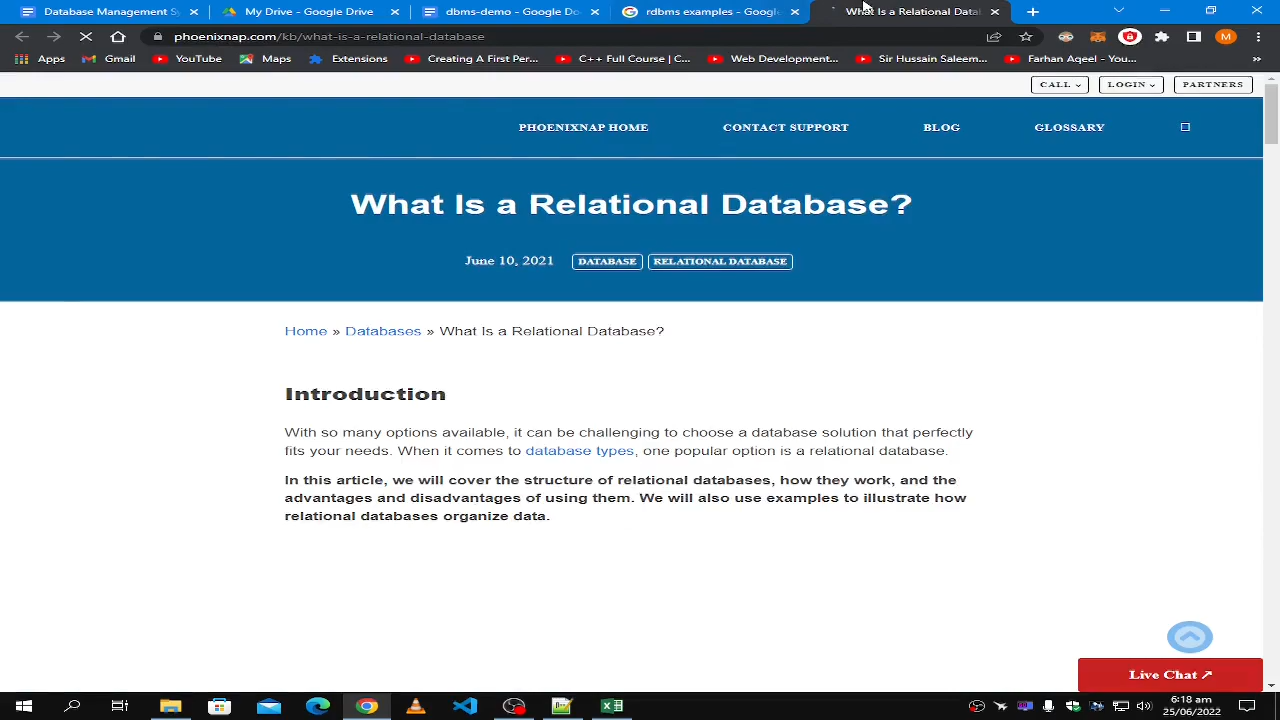 Database Management Sy
My Drive - Google Drive
dbms-demo - Google Do
rdbms examples - Google
What Is a Relational Datab
phoenixnap.com/kb/what-is-a-relational-database
M
Apps
Gmail
YouTube
Maps
Extensions
Creating A First Per...
C++ Full Course | C...
Web Development...
Sir Hussain Saleem...
Farhan Aqeel - You...
»
CALL
LOGIN
PARTNERS
PHOENIXNAP HOME
CONTACT SUPPORT
BLOG
GLOSSARY
What Is a Relational Database?
June 10, 2021
DATABASE
RELATIONAL DATABASE
Home » Databases » What Is a Relational Database?
Introduction
With so many options available, it can be challenging to choose a database solution that perfectly
fits your needs. When it comes to database types, one popular option is a relational database.
In this article, we will cover the structure of relational databases, how they work, and the
advantages and disadvantages of using them. We will also use examples to illustrate how
relational databases organize data.
Live Chat ↗
6:18 am
25/06/2022